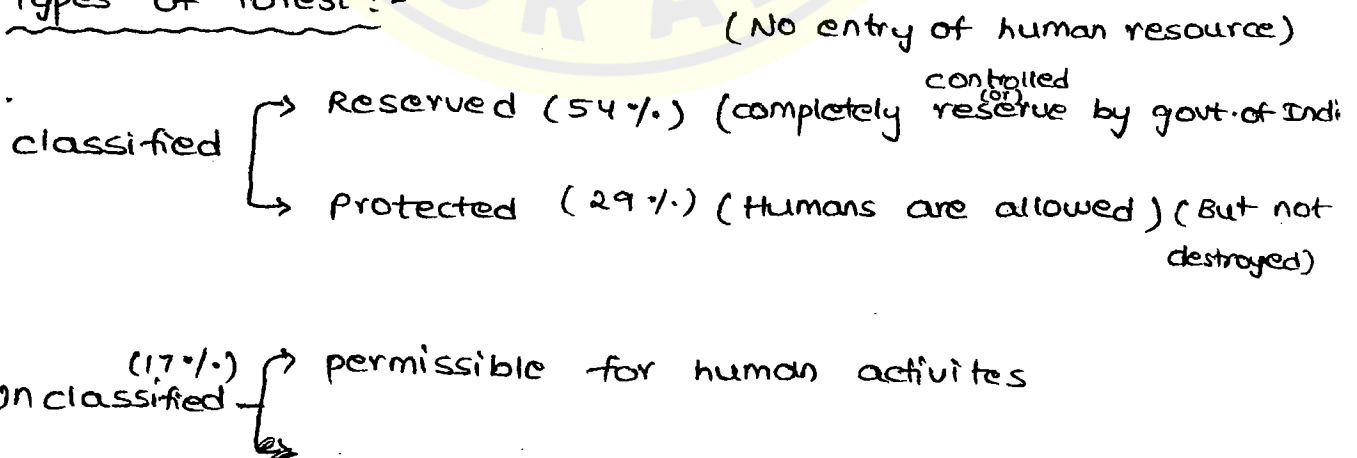 Types of forest :-
(No entry of human resource)
classified
Reserved (54%) (completely controlled (or) reserve by govt. of Indi
Protected (29%) (Humans are allowed) (But not destroyed)
(17%)
unclassified
permissible for human activites